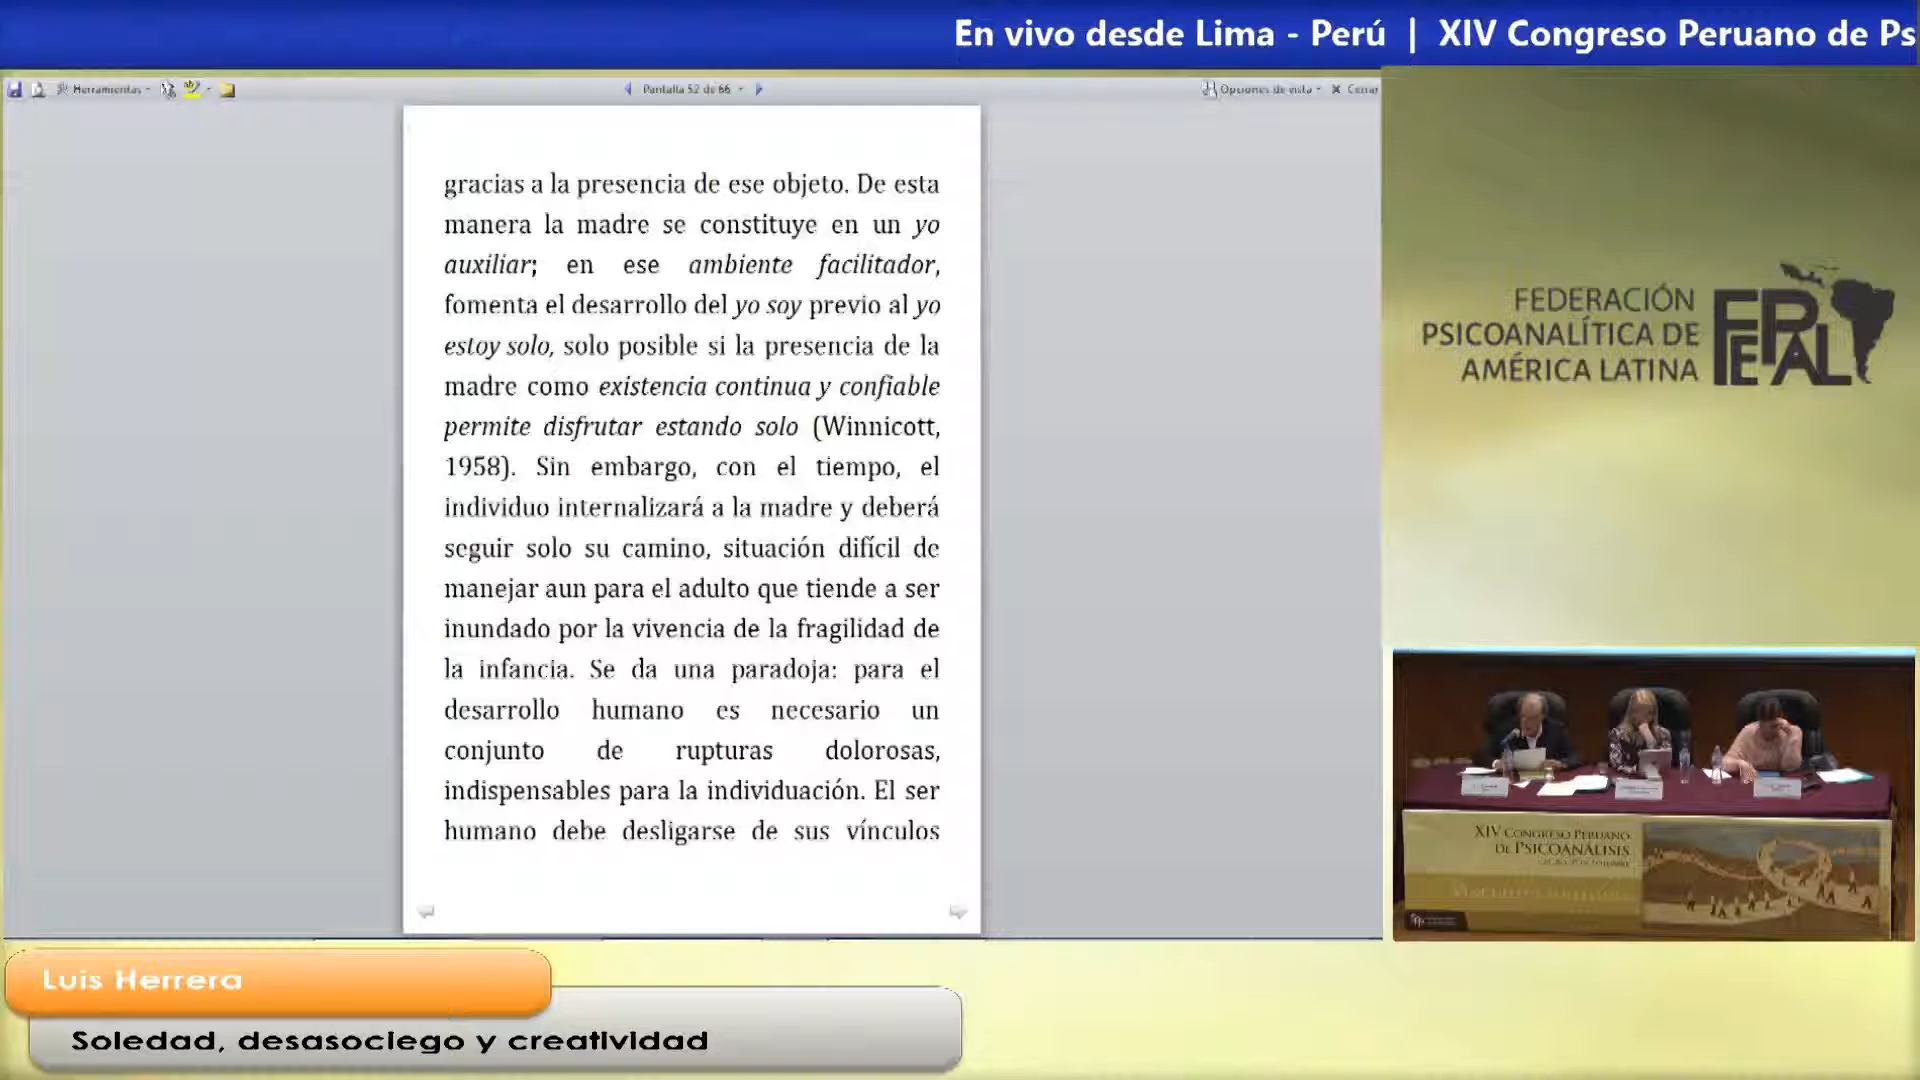 En vivo desde Lima - Perú | XIV Congreso Peruano de Ps
Herramientas
Pantalla 52 de 66
Opciones de vista
Cerrar
gracias a la presencia de ese objeto. De esta
manera la madre se constituye en un yo
auxiliar; en ese ambiente facilitador,
fomenta el desarrollo del yo soy previo al yo
estoy solo, solo posible si la presencia de la
madre como existencia continua y confiable
permite disfrutar estando solo (Winnicott,
1958). Sin embargo, con el tiempo, el
individuo internalizará a la madre y deberá
seguir solo su camino, situación difícil de
manejar aun para el adulto que tiende a ser
inundado por la vivencia de la fragilidad de
la infancia. Se da una paradoja: para el
desarrollo humano es necesario un
conjunto de rupturas dolorosas,
indispensables para la individuación. El ser
humano debe desligarse de sus vínculos
FEDERACIÓN
PSICOANALÍTICA DE
AMÉRICA LATINA
FEPAL
XIV CONGRESO PERUANO
DE PSICOANÁLISIS
Luis Herrera
Soledad, desasociego y creatividad